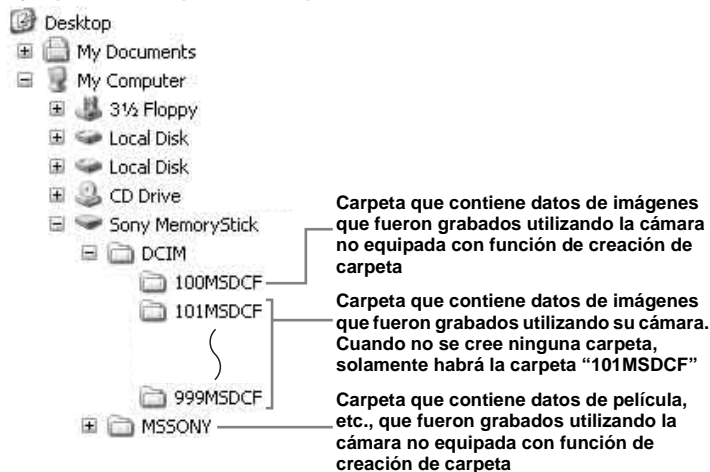 Desktop
My Documents
My Computer
3½ Floppy
Local Disk
Local Disk
CD Drive
Sony MemoryStick
DCIM
100MSDCF
101MSDCF
999MSDCF
MSSONY
Carpeta que contiene datos de imágenes
que fueron grabados utilizando la cámara
no equipada con función de creación de
carpeta
Carpeta que contiene datos de imágenes
que fueron grabados utilizando su cámara.
Cuando no se cree ninguna carpeta,
solamente habrá la carpeta “101MSDCF”
Carpeta que contiene datos de película,
etc., que fueron grabados utilizando la
cámara no equipada con función de
creación de carpeta